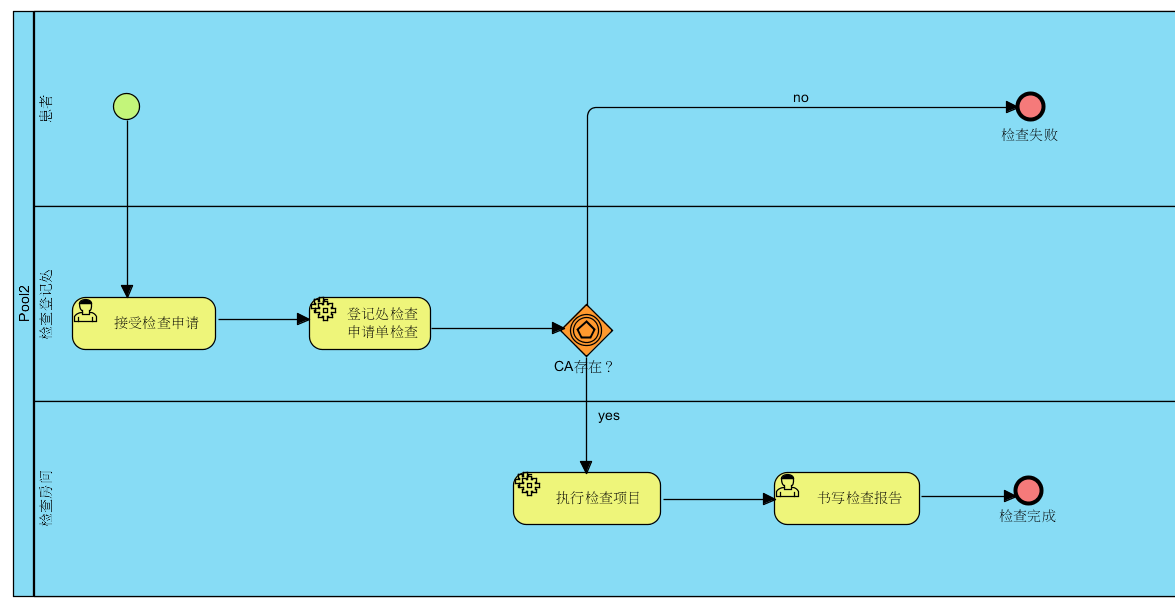 Pool2
患者
no
检查失败
检查登记处
接受检查申请
登记处检查
申请单检查
CA存在？
检查房间
yes
执行检查项目
书写检查报告
检查完成